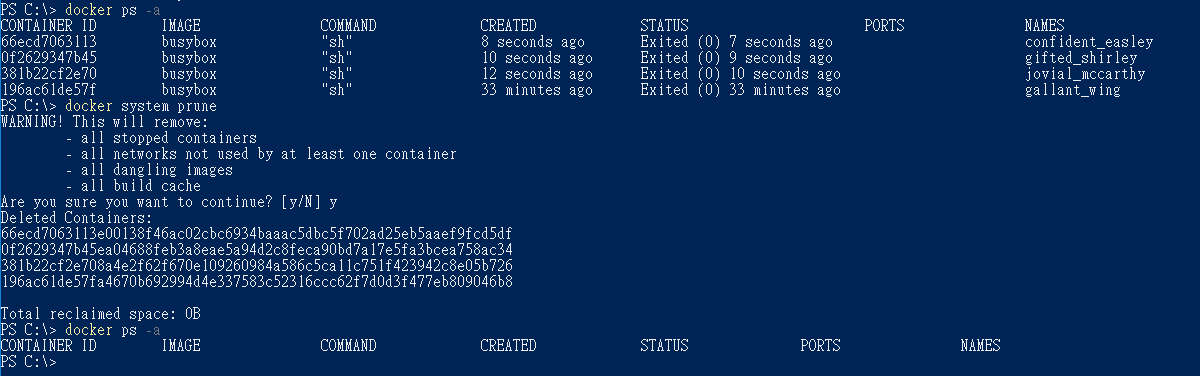 PS C:\> docker ps -a
CONTAINER ID IMAGE COMMAND CREATED STATUS PORTS NAMES
66ecd7063113 busybox "sh" 8 seconds ago Exited (0) 7 seconds ago confident_easley
0f2629347b45 busybox "sh" 10 seconds ago Exited (0) 9 seconds ago gifted_shirley
381b22cf2e70 busybox "sh" 12 seconds ago Exited (0) 10 seconds ago jovial_mccarthy
196ac61de57f busybox "sh" 33 minutes ago Exited (0) 33 minutes ago gallant_wing
PS C:\> docker system prune
WARNING! This will remove:
- all stopped containers
- all networks not used by at least one container
- all dangling images
- all build cache
Are you sure you want to continue? [y/N] y
Deleted Containers:
66ecd7063113e00138f46ac02cbc6934baaac5dbc5f702ad25eb5aaef9fcd5df
0f2629347b45ea04688feb3a8eae5a94d2c8feca90bd7a17e5fa3bcea758ac34
381b22cf2e708a4e2f62f670e109260984a586c5ca11c751f423942c8e05b726
196ac61de57fa4670b692994d4e337583c52316ccc62f7d0d3f477eb809046b8
Total reclaimed space: 0B
PS C:\> docker ps -a
CONTAINER ID IMAGE COMMAND CREATED STATUS PORTS NAMES
PS C:\>